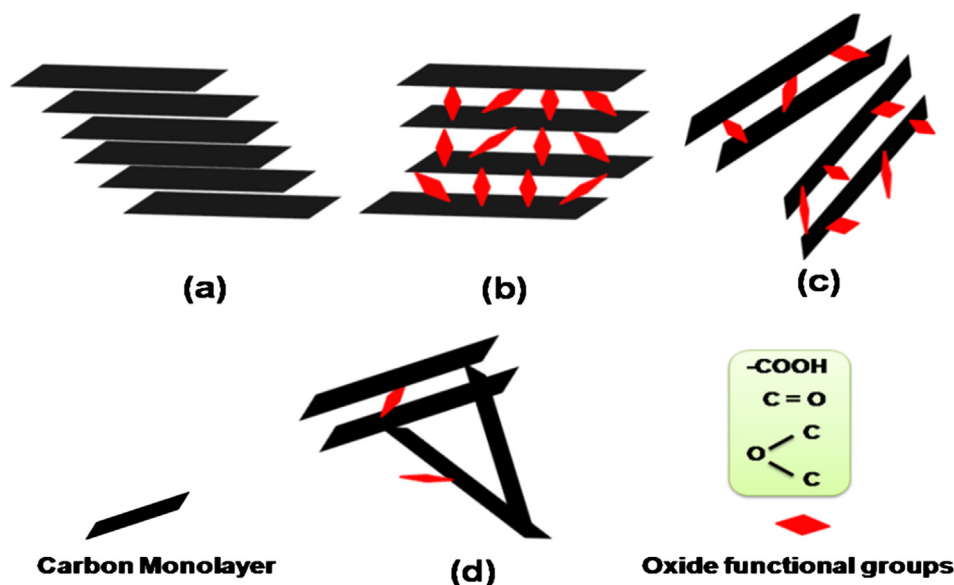 (a)
(b)
(c)
-COOH
C = O
C
O
C
Carbon Monolayer
(d)
Oxide functional groups